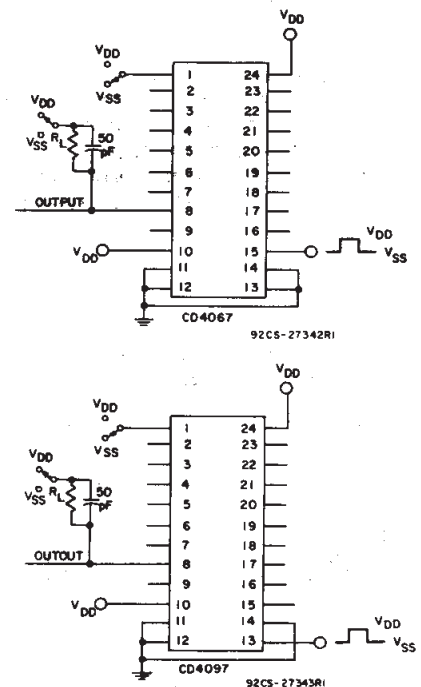 VDD
VDD
VSS
VDD
VSS
RL
50
pF
OUTPUT
VDD
1 24
2 23
3 22
4 21
5 20
6 19
7 18
8 17
9 16
10 15
11 14
12 13
VDD
VSS
CD4067
92CS-27342R1
VDD
VDD
VSS
VDD
VSS
RL
50
pF
OUTOUT
VDD
1 24
2 23
3 22
4 21
5 20
6 19
7 18
8 17
9 16
10 15
11 14
12 13
VDD
VSS
CD4097
92CS-27343R1